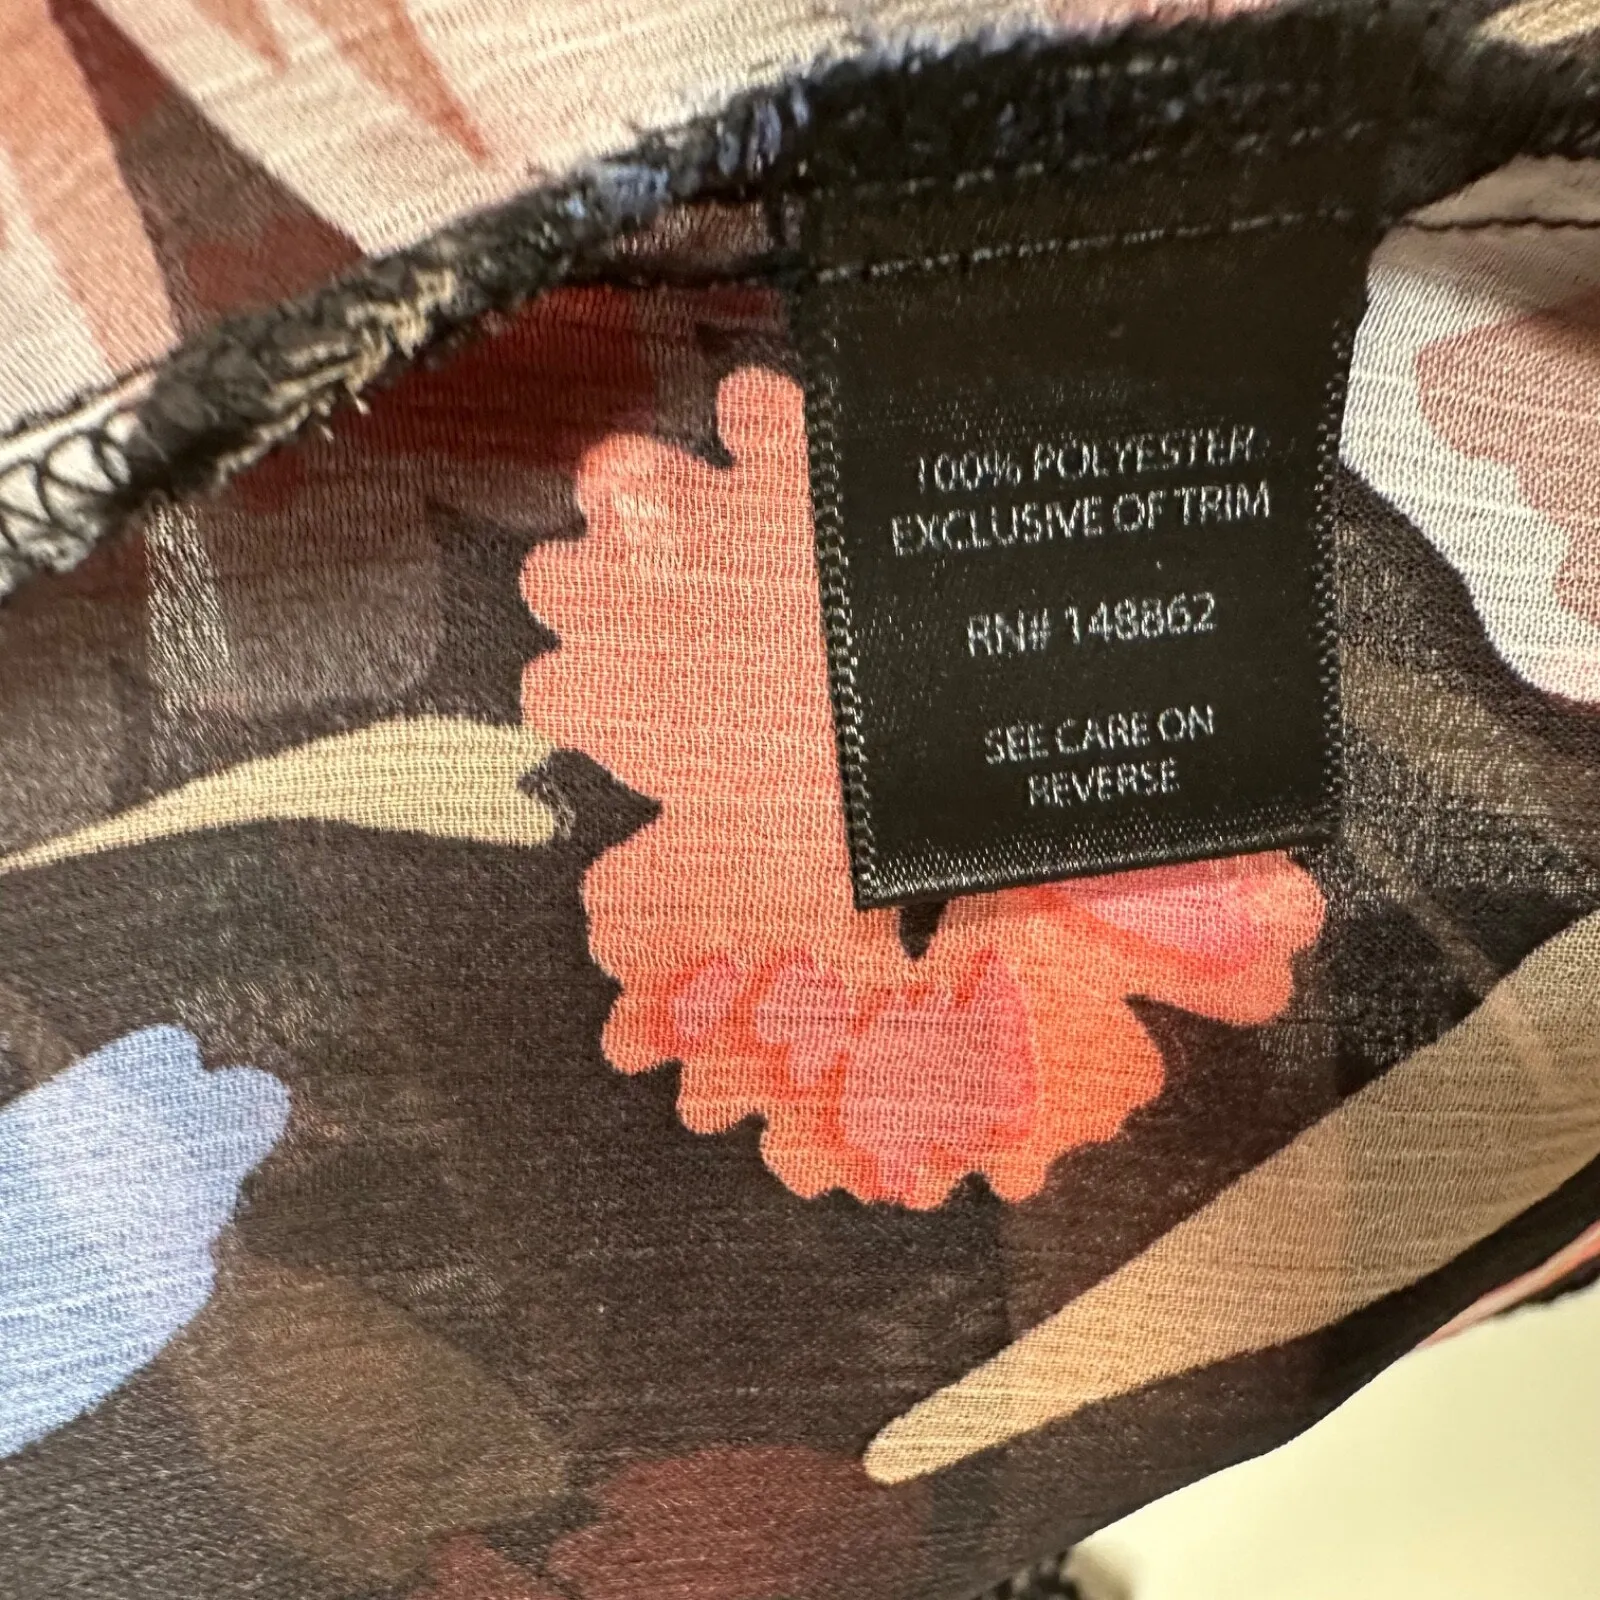 100% POLYESTER
EXCLUSIVE OF TRIM
RN# 148862
SEE CARE ON
REVERSE